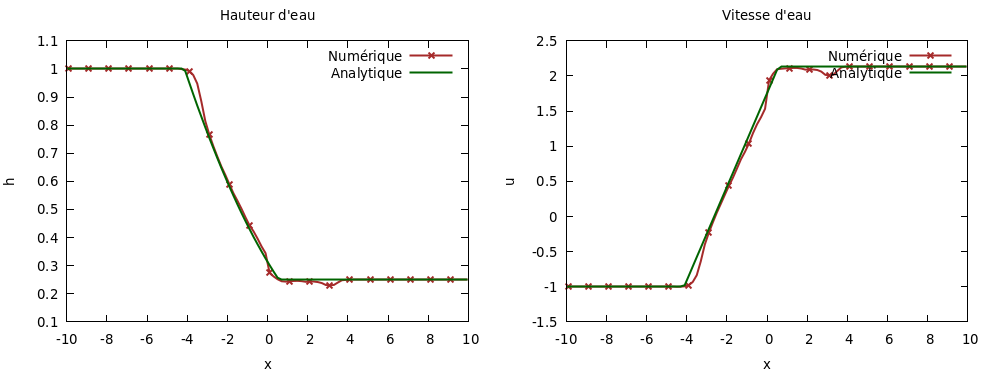 Hauteur d'eau
Numérique
Analytique
1.1
1
0.9
0.8
0.7
0.6
0.5
0.4
0.3
0.2
0.1
h
-10 -8 -6 -4 -2 0 2 4 6 8 10
x
Vitesse d'eau
Numérique
Analytique
2.5
2
1.5
1
0.5
0
-0.5
-1
-1.5
u
-10 -8 -6 -4 -2 0 2 4 6 8 10
x